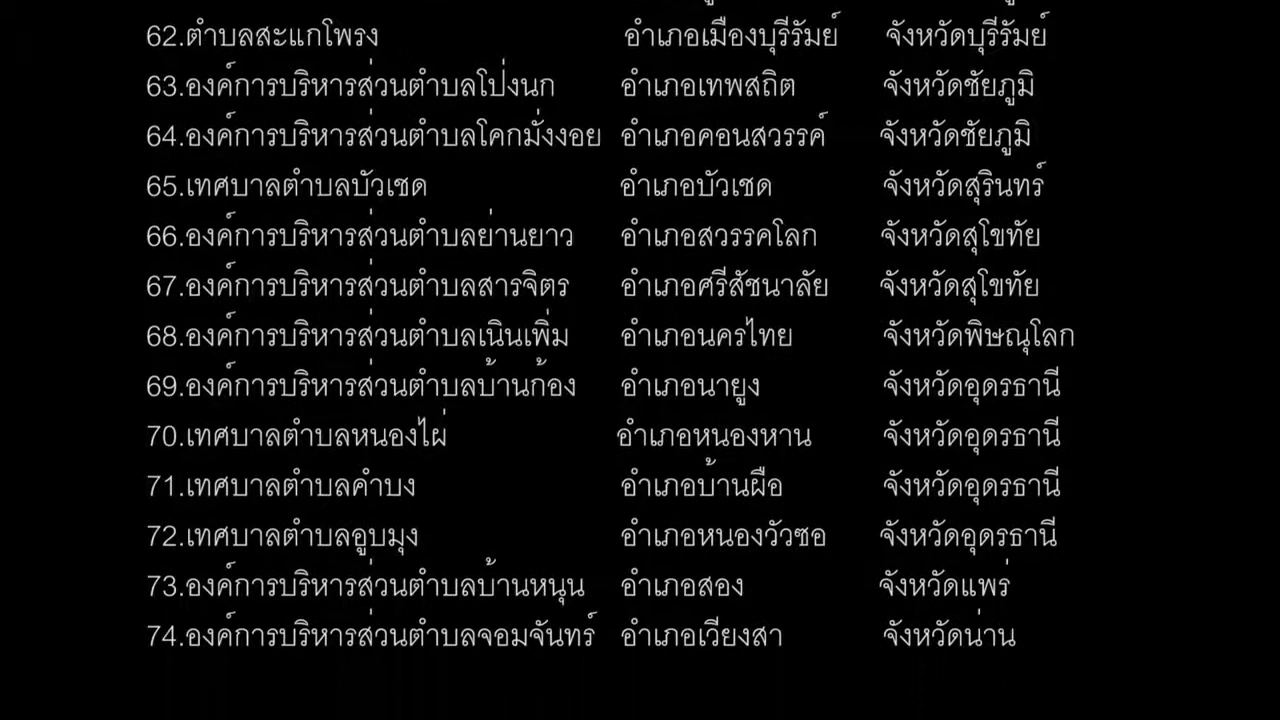 62.ตำบลสะแกโพรง อำเภอเมืองบุรีรัมย์ จังหวัดบุรีรัมย์
63.องค์การบริหารส่วนตำบลโป่งนก อำเภอเทพสถิต จังหวัดชัยภูมิ
64.องค์การบริหารส่วนตำบลโคกมั่งงอย อำเภอคอนสวรรค์ จังหวัดชัยภูมิ
65.เทศบาลตำบลบัวเชด อำเภอบัวเชด จังหวัดสุรินทร์
66.องค์การบริหารส่วนตำบลย่านยาว อำเภอสวรรคโลก จังหวัดสุโขทัย
67.องค์การบริหารส่วนตำบลสารจิตร อำเภอศรีสัชนาลัย จังหวัดสุโขทัย
68.องค์การบริหารส่วนตำบลเนินเพิ่ม อำเภอนครไทย จังหวัดพิษณุโลก
69.องค์การบริหารส่วนตำบลบ้านก้อง อำเภอนายูง จังหวัดอุดรธานี
70.เทศบาลตำบลหนองไผ่ อำเภอหนองหาน จังหวัดอุดรธานี
71.เทศบาลตำบลคำบง อำเภอบ้านผือ จังหวัดอุดรธานี
72.เทศบาลตำบลอูบมุง อำเภอหนองวัวซอ จังหวัดอุดรธานี
73.องค์การบริหารส่วนตำบลบ้านหนุน อำเภอสอง จังหวัดแพร่
74.องค์การบริหารส่วนตำบลจอมจันทร์ อำเภอเวียงสา จังหวัดน่าน